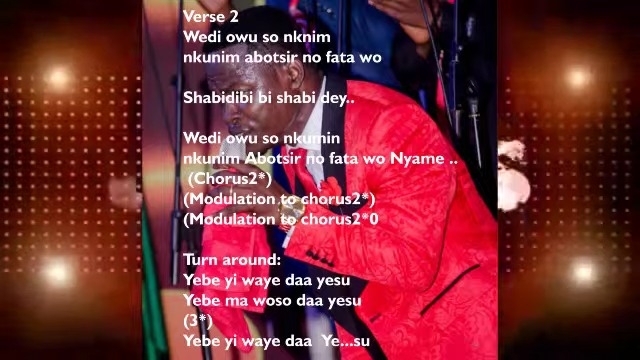 Verse 2
Wedi owu so nknim
nkunim abotsir no fata wo
Shabidibi bi shabi dey..
Wedi owu so nkumin
nkunim Abotsir no fata wo Nyame ..
(Chorus2*)
(Modulation to chorus2*)
(Modulation to chorus2*0
Turn around:
Yebe yi waye daa yesu
Yebe ma woso daa yesu
(3*)
Yebe yi waye daa  Ye...su